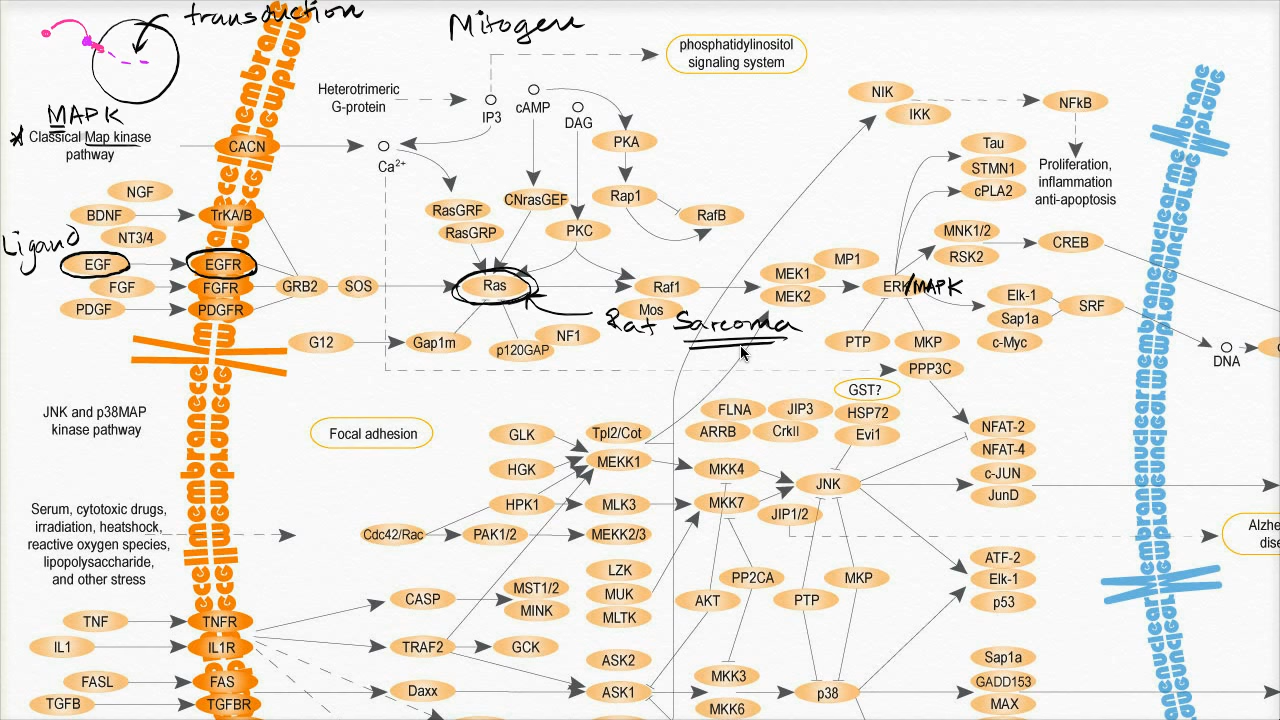 transduction
Mitogen
MAPK
Classical Map kinase
pathway
Heterotrimeric
G-protein
IP3
cAMP
DAG
phosphatidylinositol
signaling system
NIK
IKK
NFkB
Proliferation,
inflammation
anti-apoptosis
CACN
Ca2+
PKA
Tau
STMN1
cPLA2
NGF
BDNF
NT3/4
TrkA/B
RasGRF
RasGRP
CNrasGEF
PKC
Rap1
RafB
MNK1/2
RSK2
CREB
Ligand
EGF
EGFR
FGF
FGFR
PDGF
PDGFR
GRB2
SOS
Ras
Raf1
Mos
MEK1
MEK2
MP1
ERK/MAPK
Elk-1
Sap1a
c-Myc
SRF
DNA
Rat Sarcoma
G12
Gap1m
p120GAP
NF1
PTP
MKP
PPP3C
JNK and p38MAP
kinase pathway
Focal adhesion
GLK
HGK
HPK1
Tpl2/Cot
MEKK1
MLK3
MEKK2/3
FLNA
JIP3
ARRB
CrkII
GST?
HSP72
Evi1
NFAT-2
NFAT-4
c-JUN
JunD
MKK4
MKK7
JNK
JIP1/2
Serum, cytotoxic drugs,
irradiation, heatshock,
reactive oxygen species,
lipopolysaccharide,
and other stress
Cdc42/Rac
PAK1/2
LZK
MUK
MLTK
PP2CA
AKT
PTP
MKP
ATF-2
Elk-1
p53
Alzhe
dise
CASP
MST1/2
MINK
TNF
TNFR
IL1
IL1R
TRAF2
GCK
ASK2
ASK1
FASL
FAS
TGFB
TGFBR
Daxx
MKK3
MKK6
p38
Sap1a
GADD153
MAX
cell membrane
cell membrane
nuclear membrane